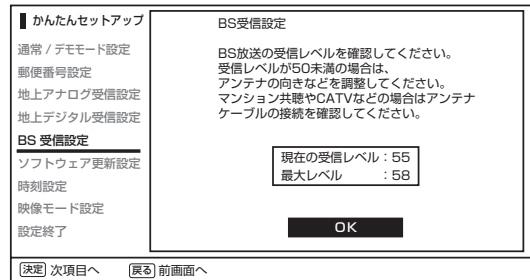 かんたんセットアップ
通常 / デモモード設定
郵便番号設定
地上アナログ受信設定
地上デジタル受信設定
BS 受信設定
ソフトウェア更新設定
時刻設定
映像モード設定
設定終了
BS受信設定
BS放送の受信レベルを確認してください。
受信レベルが50未満の場合は、
アンテナの向きなどを調整してください。
マンション共聴やCATVなどの場合はアンテナ
ケーブルの接続を確認してください。
現在の受信レベル：55
最大レベル　　　：58
OK
決定 次項目へ　戻る 前画面へ